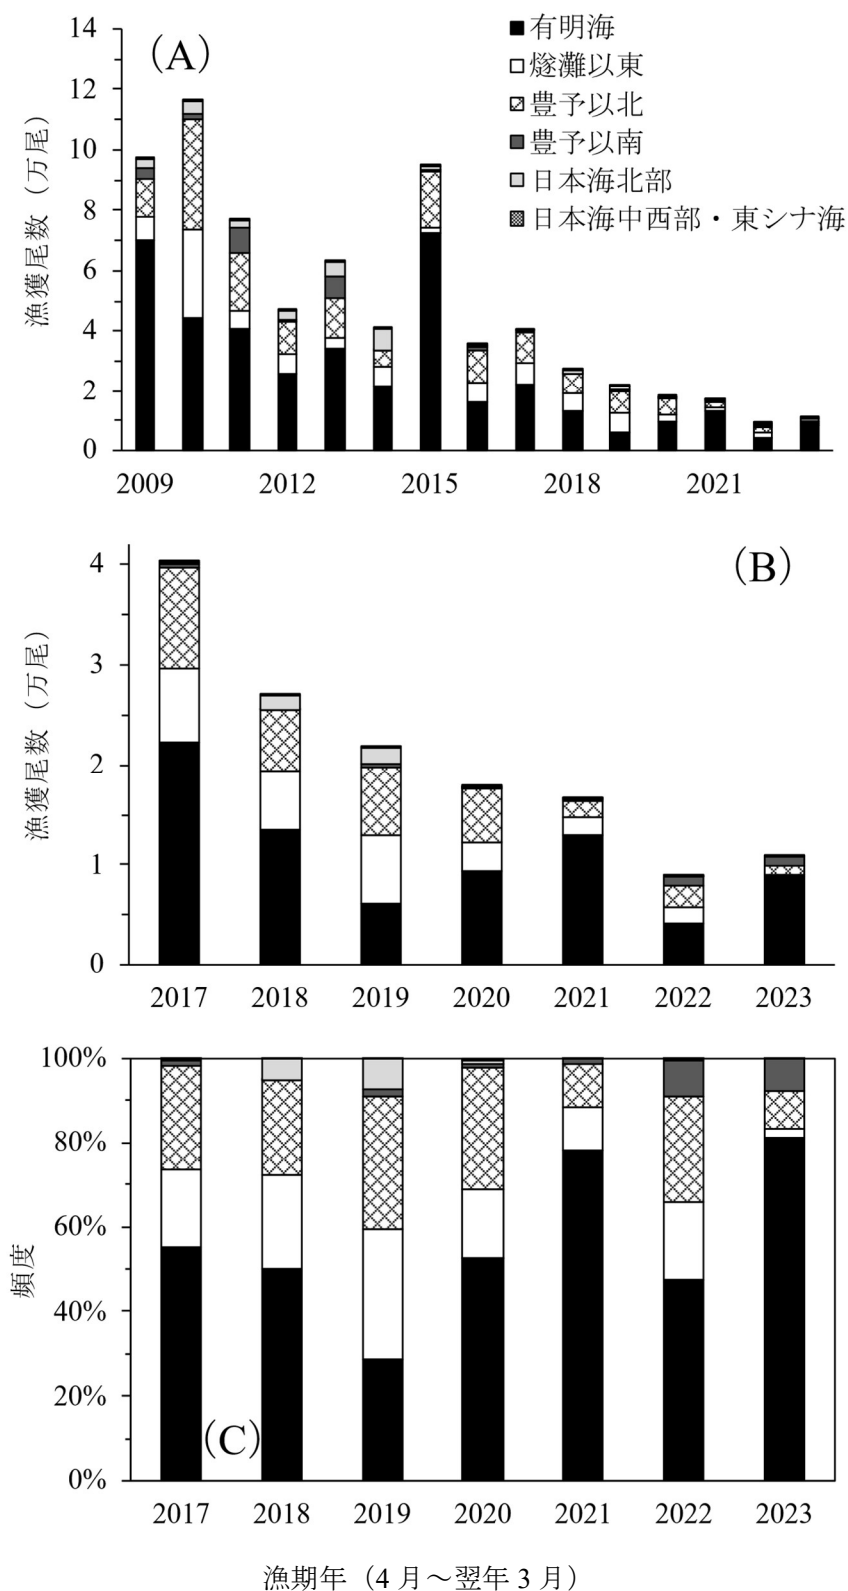 (A)
有明海
燧灘以東
豊予以北
豊予以南
日本海北部
日本海中西部・東シナ海
漁獲尾数（万尾）
14
12
10
8
6
4
2
0
2009 2012 2015 2018 2021
(B)
漁獲尾数（万尾）
4
3
2
1
0
2017 2018 2019 2020 2021 2022 2023
(C)
頻度
100%
80%
60%
40%
20%
0%
2017 2018 2019 2020 2021 2022 2023
漁期年（4 月～翌年 3 月）